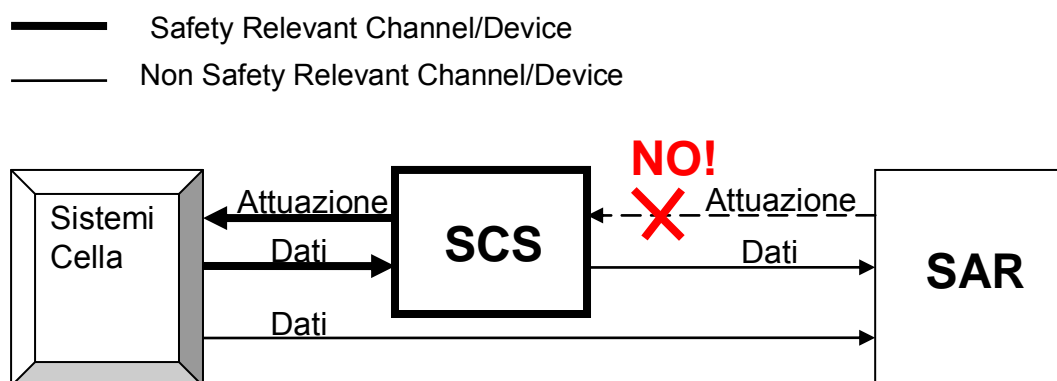 Safety Relevant Channel/Device
Non Safety Relevant Channel/Device
NO!
Sistemi
Cella
Attuazione
Dati
SCS
Attuazione
Dati
SAR
Dati